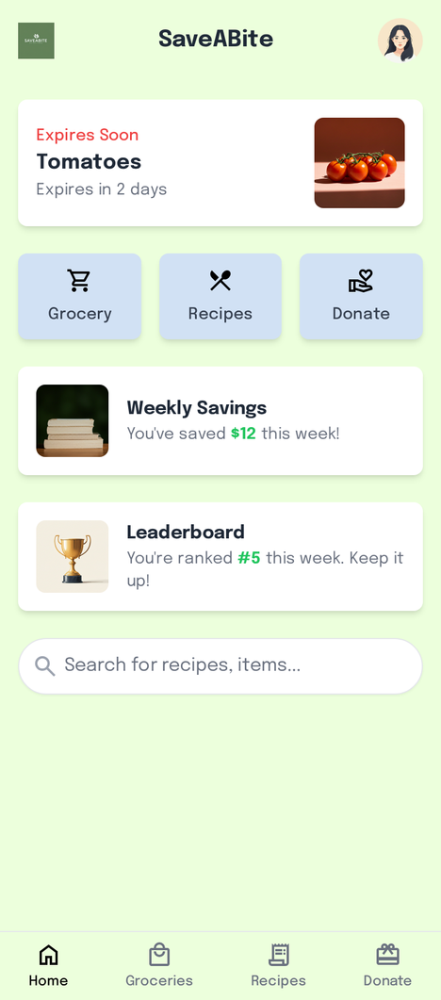 SAVEABITE
SaveABite
Expires Soon
Tomatoes
Expires in 2 days
Grocery
Recipes
Donate
Weekly Savings
You've saved $12 this week!
Leaderboard
You're ranked #5 this week. Keep it
up!
Search for recipes, items...
Home
Groceries
Recipes
Donate